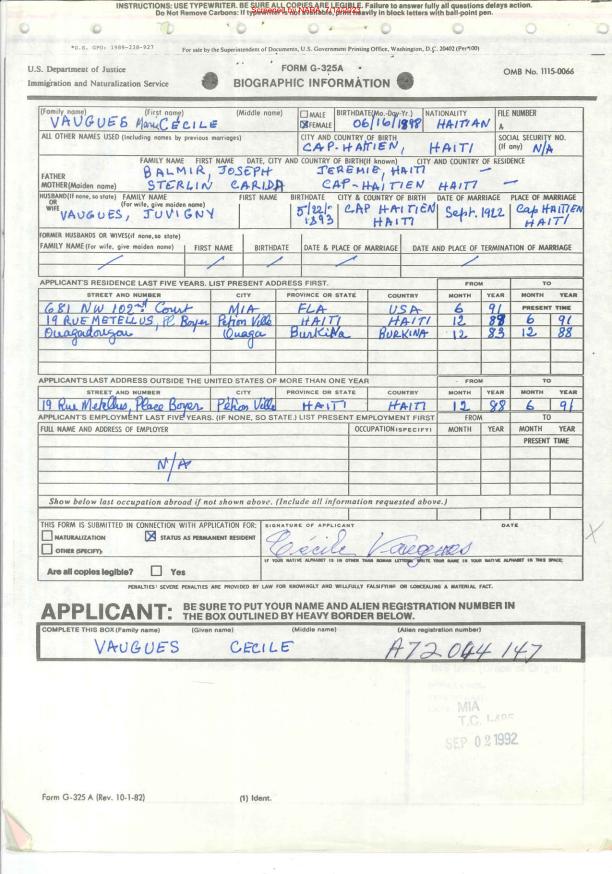 INSTRUCTIONS: USE TYPEWRITER. BE SURE ALL COPIES ARE LEGIBLE. Failure to answer fully all questions delays action.
Do Not Remove Carbons: If typewriter is not available, print heavily in block letters with ball-point pen.
Screened by NARA,
*U.S. GPO: 1989-228-927
For sale by the Superintendent of Documents, U.S. Government Printing Office, Washington, D.C. 20402 (Per 100)
U.S. Department of Justice
Immigration and Naturalization Service
FORM G-325A
BIOGRAPHIC INFORMATION
OMB No. 1115-0066
(Family name) (First name) (Middle name) MALE FEMALE BIRTHDATE(Mo.-Day-Yr.) NATIONALITY FILE NUMBER
VAUGUES Marie CECILE 06/16/1898 HAITIAN A
ALL OTHER NAMES USED (Including names by previous marriages) CITY AND COUNTRY OF BIRTH SOCIAL SECURITY NO. (If any)
CAP-HATIEN, HAITI N/A
FAMILY NAME FIRST NAME DATE, CITY AND COUNTRY OF BIRTH(If known) CITY AND COUNTRY OF RESIDENCE
FATHER BALMIR, JOSEPH JEREMIE, HAITI —
MOTHER(Maiden name) STERLIN CARIDA CAP-HAITIEN HAITI —
HUSBAND(If none, so state) OR WIFE FAMILY NAME (For wife, give maiden name) FIRST NAME BIRTHDATE CITY & COUNTRY OF BIRTH DATE OF MARRIAGE PLACE OF MARRIAGE
VAUGUES, JUVIGNY 1893 CAP HAITIEN HAITI Sept. 1922 Cap HAITIEN HAITI
FORMER HUSBANDS OR WIVES(if none, so state)
FAMILY NAME (For wife, give maiden name) FIRST NAME BIRTHDATE DATE & PLACE OF MARRIAGE DATE AND PLACE OF TERMINATION OF MARRIAGE
/ / / / /
APPLICANT'S RESIDENCE LAST FIVE YEARS. LIST PRESENT ADDRESS FIRST. FROM TO
STREET AND NUMBER CITY PROVINCE OR STATE COUNTRY MONTH YEAR MONTH YEAR
681 NW 102nd Court MIA FLA USA 6 91 PRESENT TIME
19 RUE METELLUS, Pl. Boyer Pétion Ville HAITI HAITI 12 88 6 91
Ouagadougou Ouaga BurkiNa BURKINA 12 83 12 88
APPLICANT'S LAST ADDRESS OUTSIDE THE UNITED STATES OF MORE THAN ONE YEAR FROM TO
STREET AND NUMBER CITY PROVINCE OR STATE COUNTRY MONTH YEAR MONTH YEAR
19 Rue Metellus, Place Boyer Pétion Ville HAITI HAITI 12 88 6 91
APPLICANT'S EMPLOYMENT LAST FIVE YEARS. (IF NONE, SO STATE.) LIST PRESENT EMPLOYMENT FIRST FROM TO
FULL NAME AND ADDRESS OF EMPLOYER OCCUPATION(SPECIFY) MONTH YEAR MONTH YEAR
PRESENT TIME
N/A
Show below last occupation abroad if not shown above. (Include all information requested above.)
THIS FORM IS SUBMITTED IN CONNECTION WITH APPLICATION FOR: SIGNATURE OF APPLICANT DATE
NATURALIZATION STATUS AS PERMANENT RESIDENT
OTHER (SPECIFY):
Cécile Vaugues
IF YOUR NATIVE ALPHABET IS IN OTHER THAN ROMAN LETTERS, WRITE YOUR NAME IN YOUR NATIVE ALPHABET IN THIS SPACE:
Are all copies legible? Yes
PENALTIES: SEVERE PENALTIES ARE PROVIDED BY LAW FOR KNOWINGLY AND WILLFULLY FALSIFYING OR CONCEALING A MATERIAL FACT.
APPLICANT: BE SURE TO PUT YOUR NAME AND ALIEN REGISTRATION NUMBER IN
THE BOX OUTLINED BY HEAVY BORDER BELOW.
COMPLETE THIS BOX (Family name) (Given name) (Middle name) (Alien registration number)
VAUGUES CECILE A72 044 147
MIA
T.C.
SEP 02 1992
Form G-325 A (Rev. 10-1-82) (1) Ident.